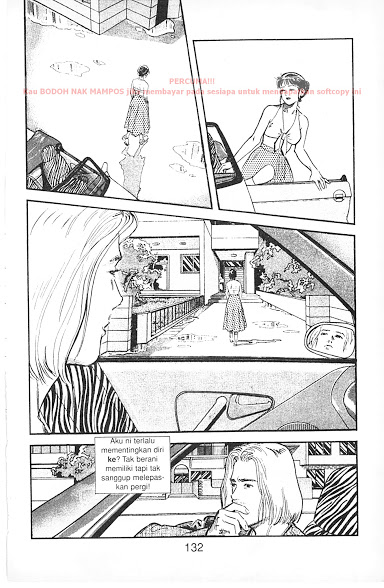 PERCUMA!!!
Kau BODOH NAK MAMPOS jika membayar pada sesiapa untuk mendapatkan softcopy ini
Aku ni terlalu
mementingkan diri
ke? Tak berani
memiliki tapi tak
sanggup melepas-
kan pergi!
132